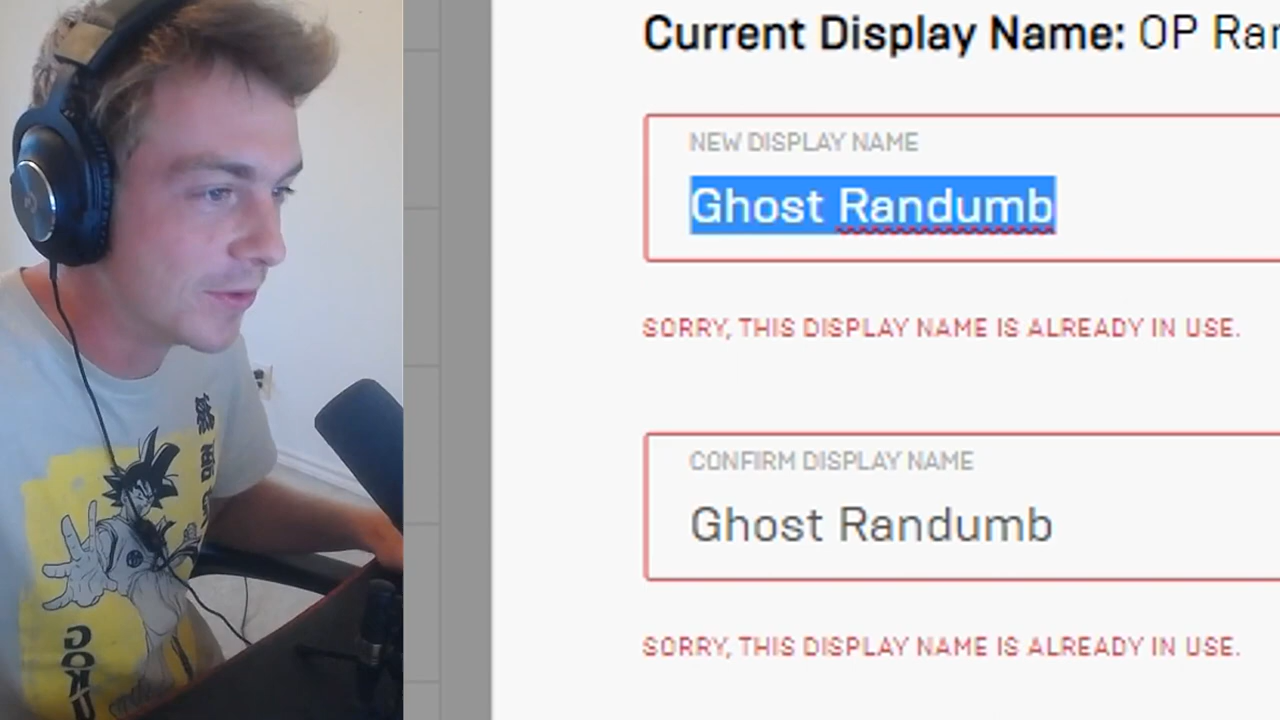 Current Display Name: OP Ran
NEW DISPLAY NAME
Ghost Randumb
SORRY, THIS DISPLAY NAME IS ALREADY IN USE.
CONFIRM DISPLAY NAME
Ghost Randumb
SORRY, THIS DISPLAY NAME IS ALREADY IN USE.
GOKU